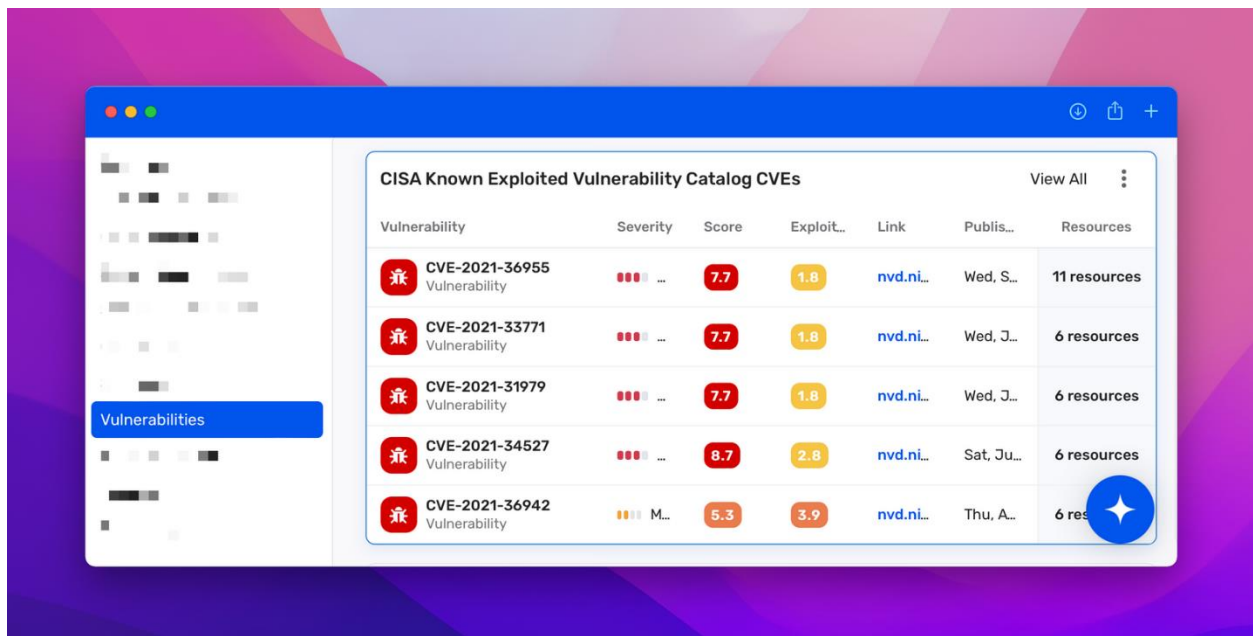 CISA Known Exploited Vulnerability Catalog CVEs View All
Vulnerability Severity Score Exploit... Link Publis... Resources
CVE-2021-36955
Vulnerability
... 7.7 1.8 nvd.ni... Wed, S... 11 resources
CVE-2021-33771
Vulnerability
... 7.7 1.8 nvd.ni... Wed, J... 6 resources
CVE-2021-31979
Vulnerability
... 7.7 1.8 nvd.ni... Wed, J... 6 resources
Vulnerabilities
CVE-2021-34527
Vulnerability
... 8.7 2.8 nvd.ni... Sat, Ju... 6 resources
CVE-2021-36942
Vulnerability
M... 5.3 3.9 nvd.ni... Thu, A... 6 res